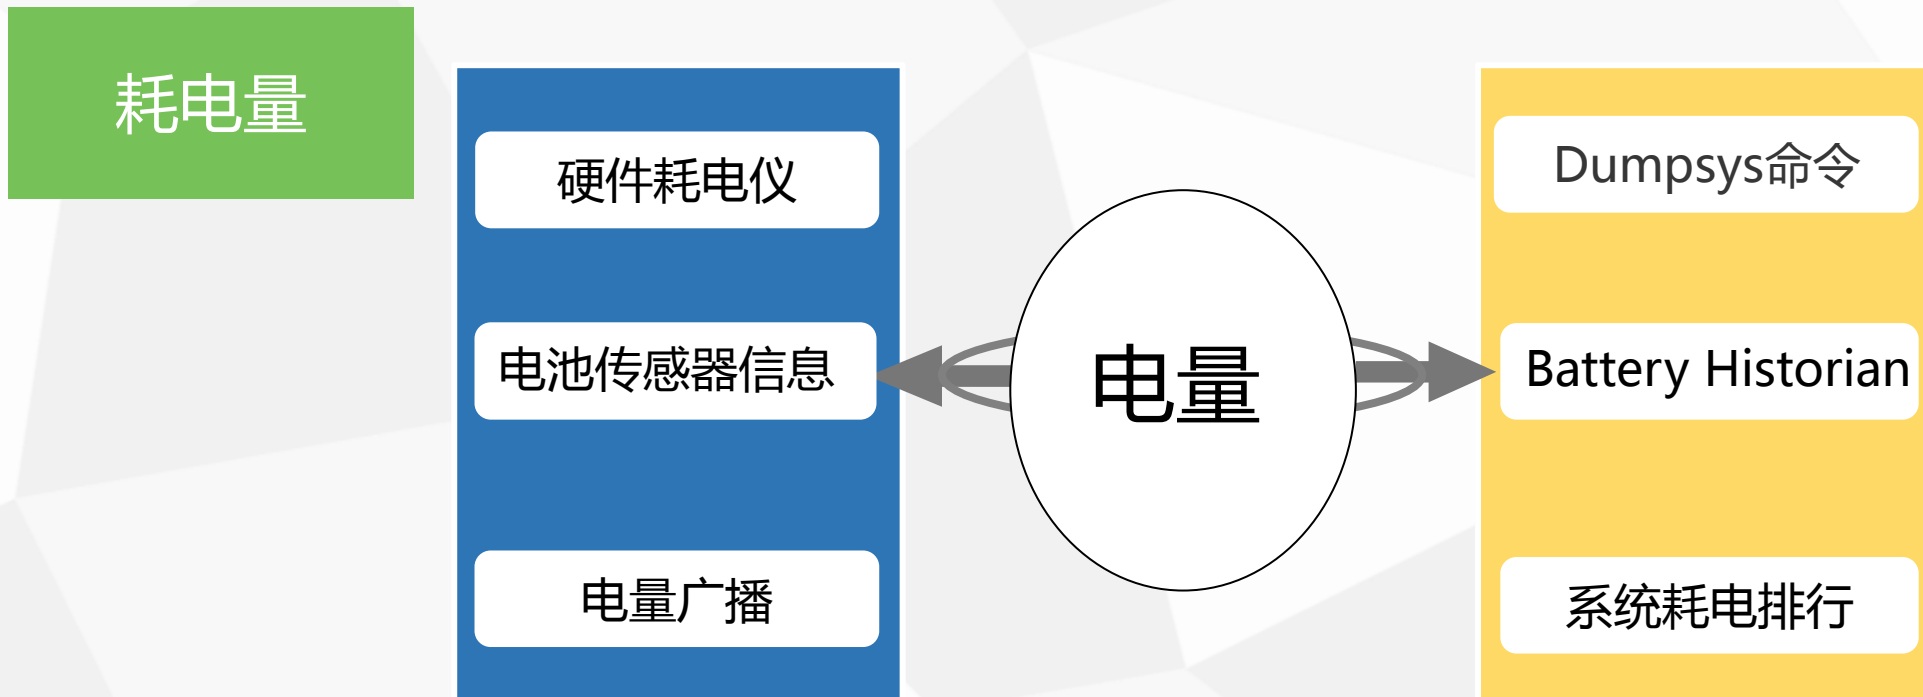 耗电量
硬件耗电仪
电池传感器信息
电量广播
电量
Dumpsys命令
Battery Historian
系统耗电排行